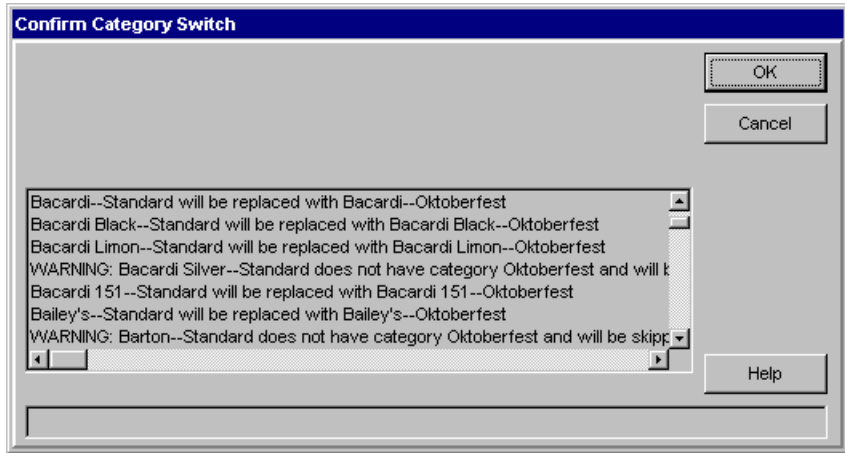 Confirm Category Switch
OK
Cancel
Bacardi--Standard will be replaced with Bacardi--Oktoberfest
Bacardi Black--Standard will be replaced with Bacardi Black--Oktoberfest
Bacardi Limon--Standard will be replaced with Bacardi Limon--Oktoberfest
WARNING: Bacardi Silver--Standard does not have category Oktoberfest and will
Bacardi 151--Standard will be replaced with Bacardi 151--Oktoberfest
Bailey's--Standard will be replaced with Bailey's--Oktoberfest
WARNING: Barton--Standard does not have category Oktoberfest and will be skipp
Help